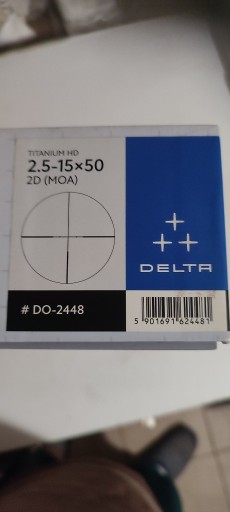 TITANIUM HD
2.5-15×50
2D (MOA)
DELTA
# DO-2448
5 901691 624481